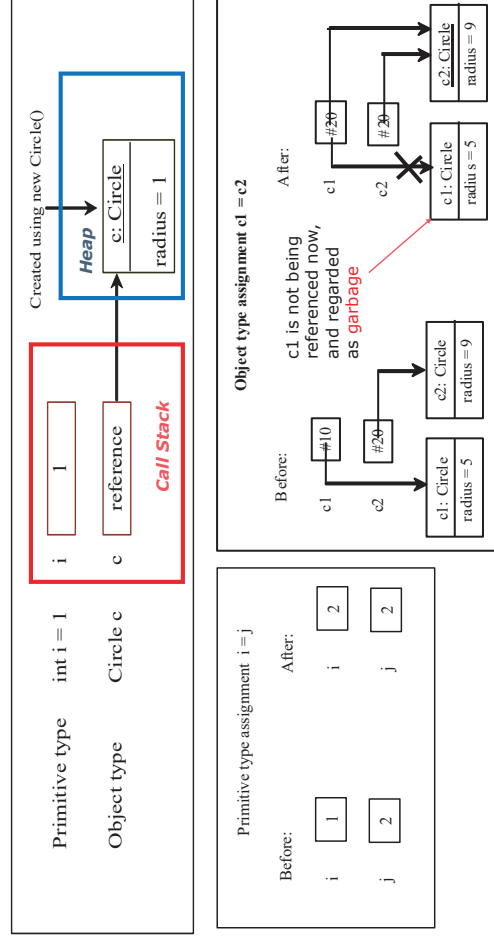 Created using new Circle()
Primitive type int i = 1 i 1
Heap
c: Circle
Object type Circle c c reference
radius = 1
Call Stack
Primitive type assignment i = j
Before:
After:
i 1
i 2
j 2
j 2
Object type assignment c1 = c2
Before:
c1 #10
c2 #20
c1: Circle
radius = 5
c2: Circle
radius = 9
c1 is not being
referenced now,
and regarded
as garbage
After:
c1 #20
c2 #20
c1: Circle
radiu s = 5
c2: Circle
radius = 9